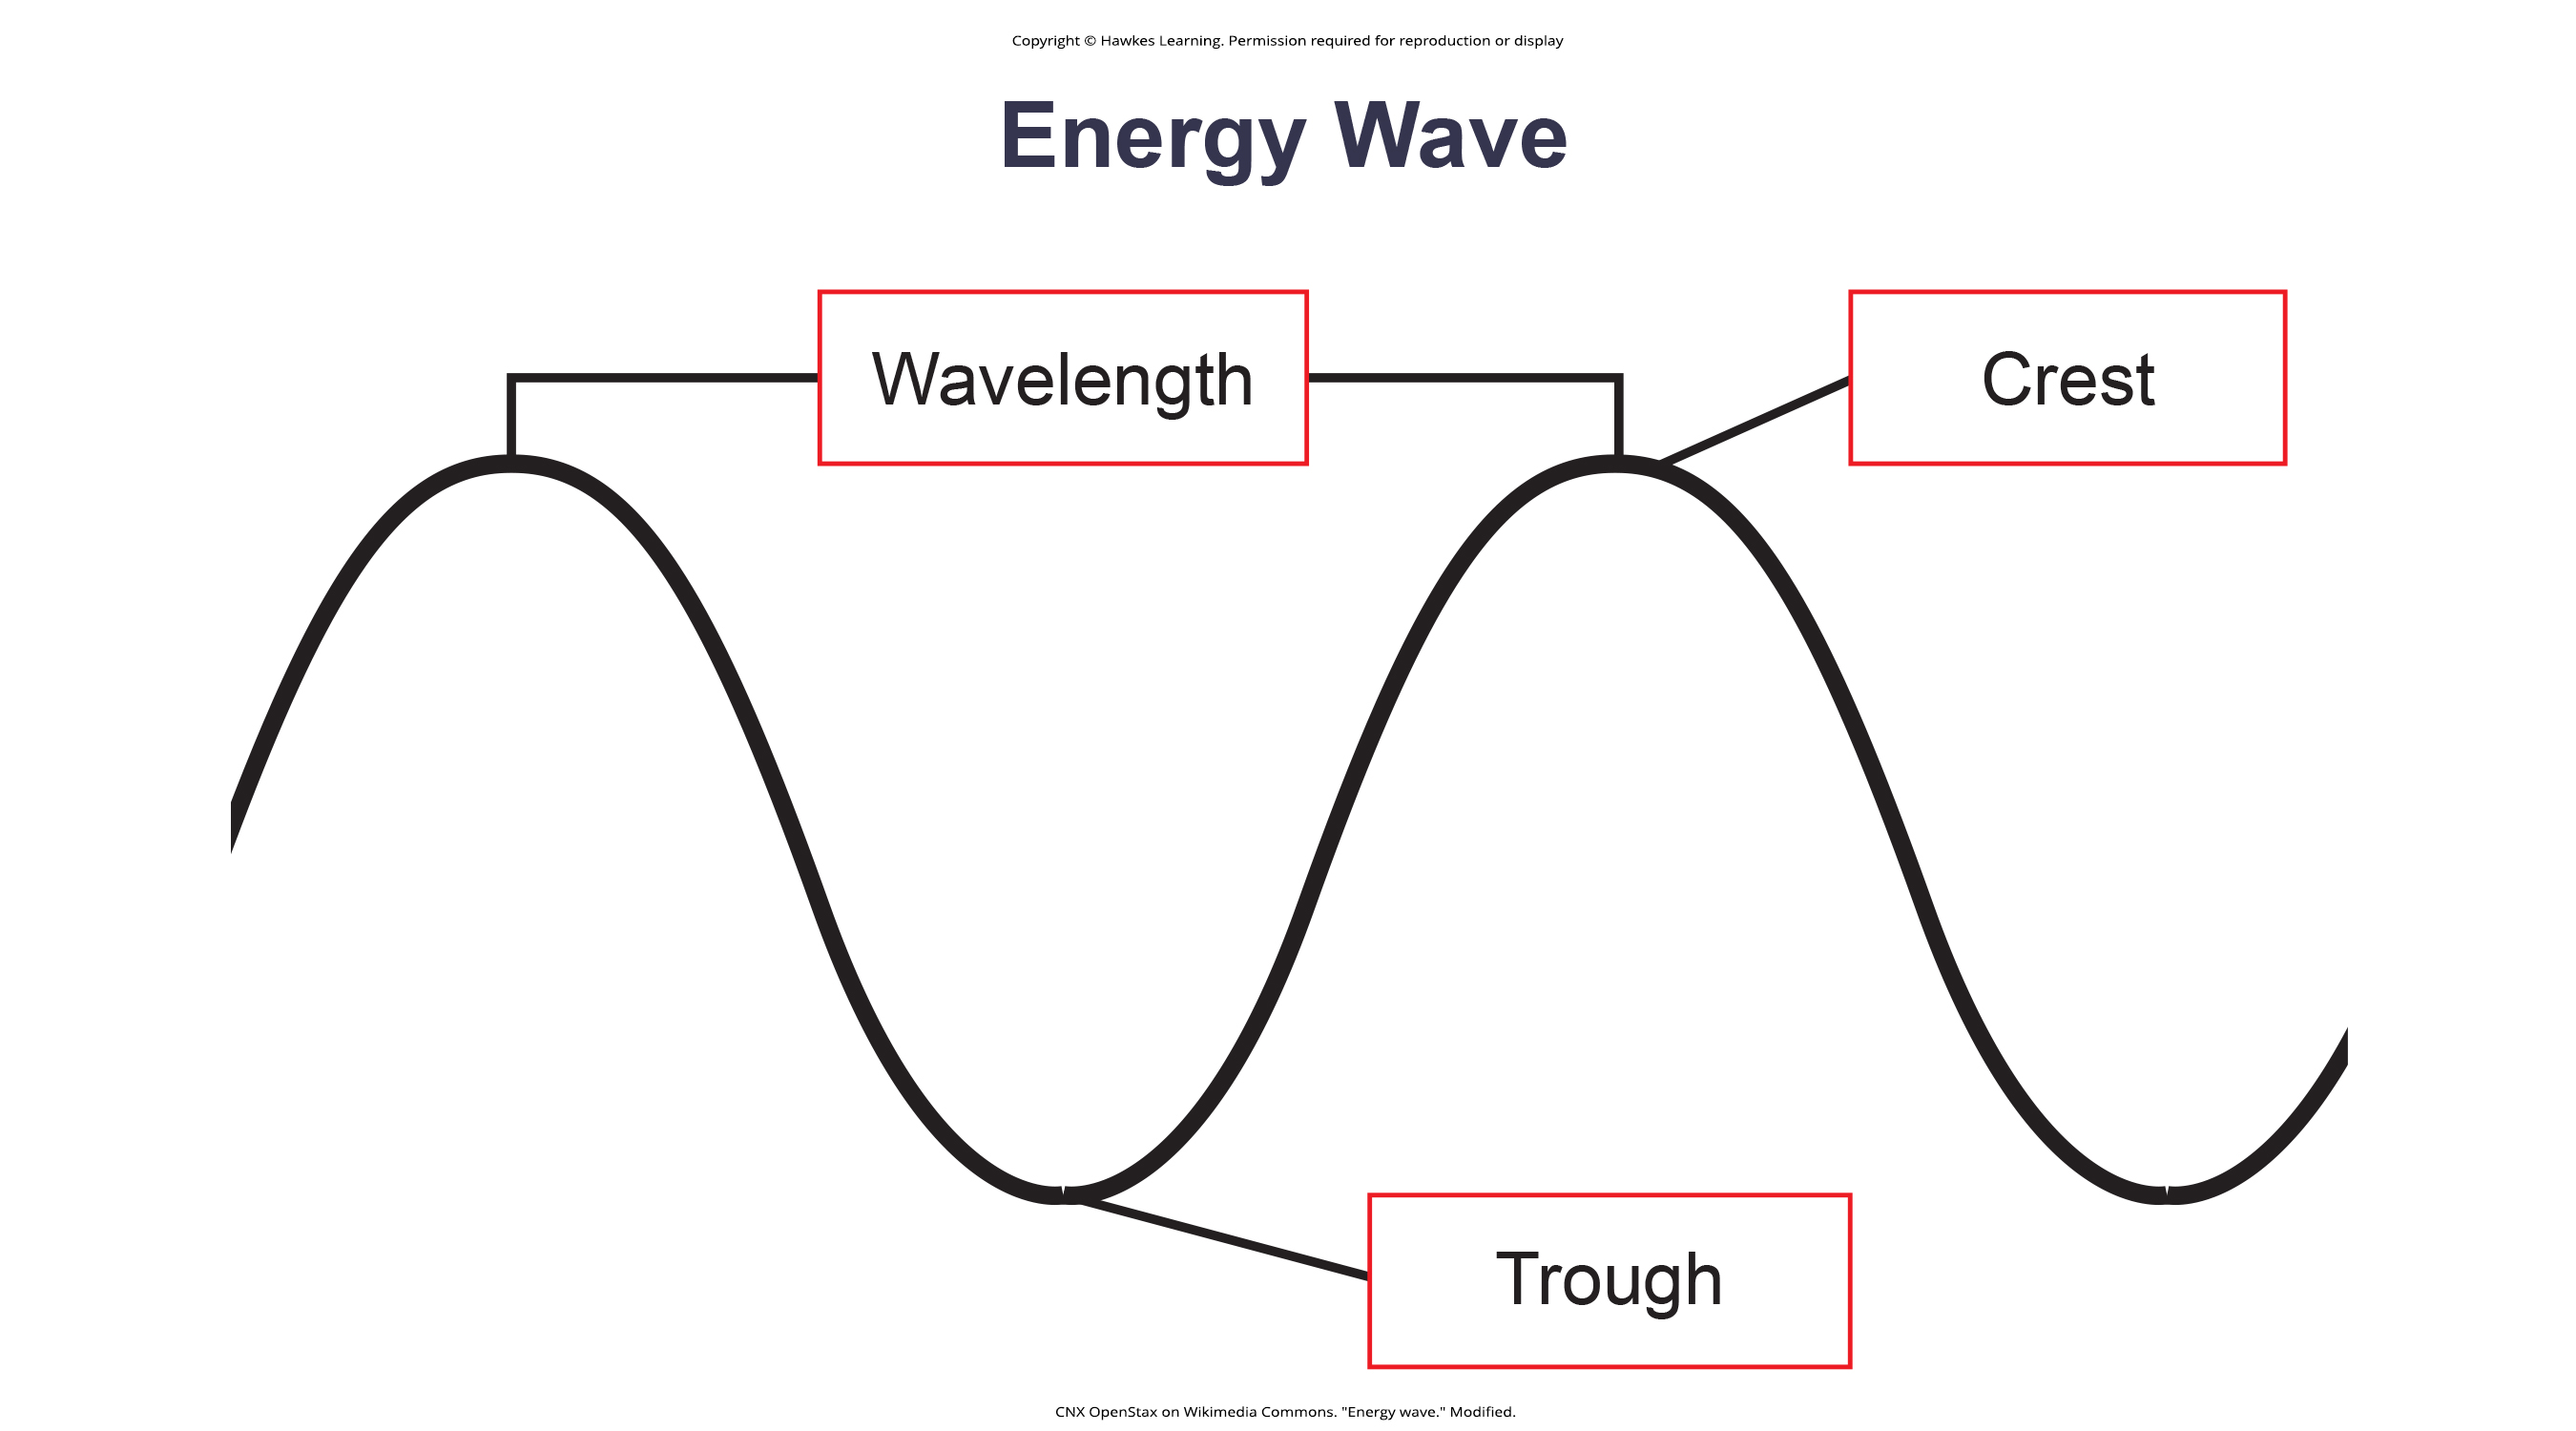 Copyright © Hawkes Learning. Permission required for reproduction or display
Energy Wave
Wavelength
Crest
Trough
CNX OpenStax on Wikimedia Commons. "Energy wave." Modified.